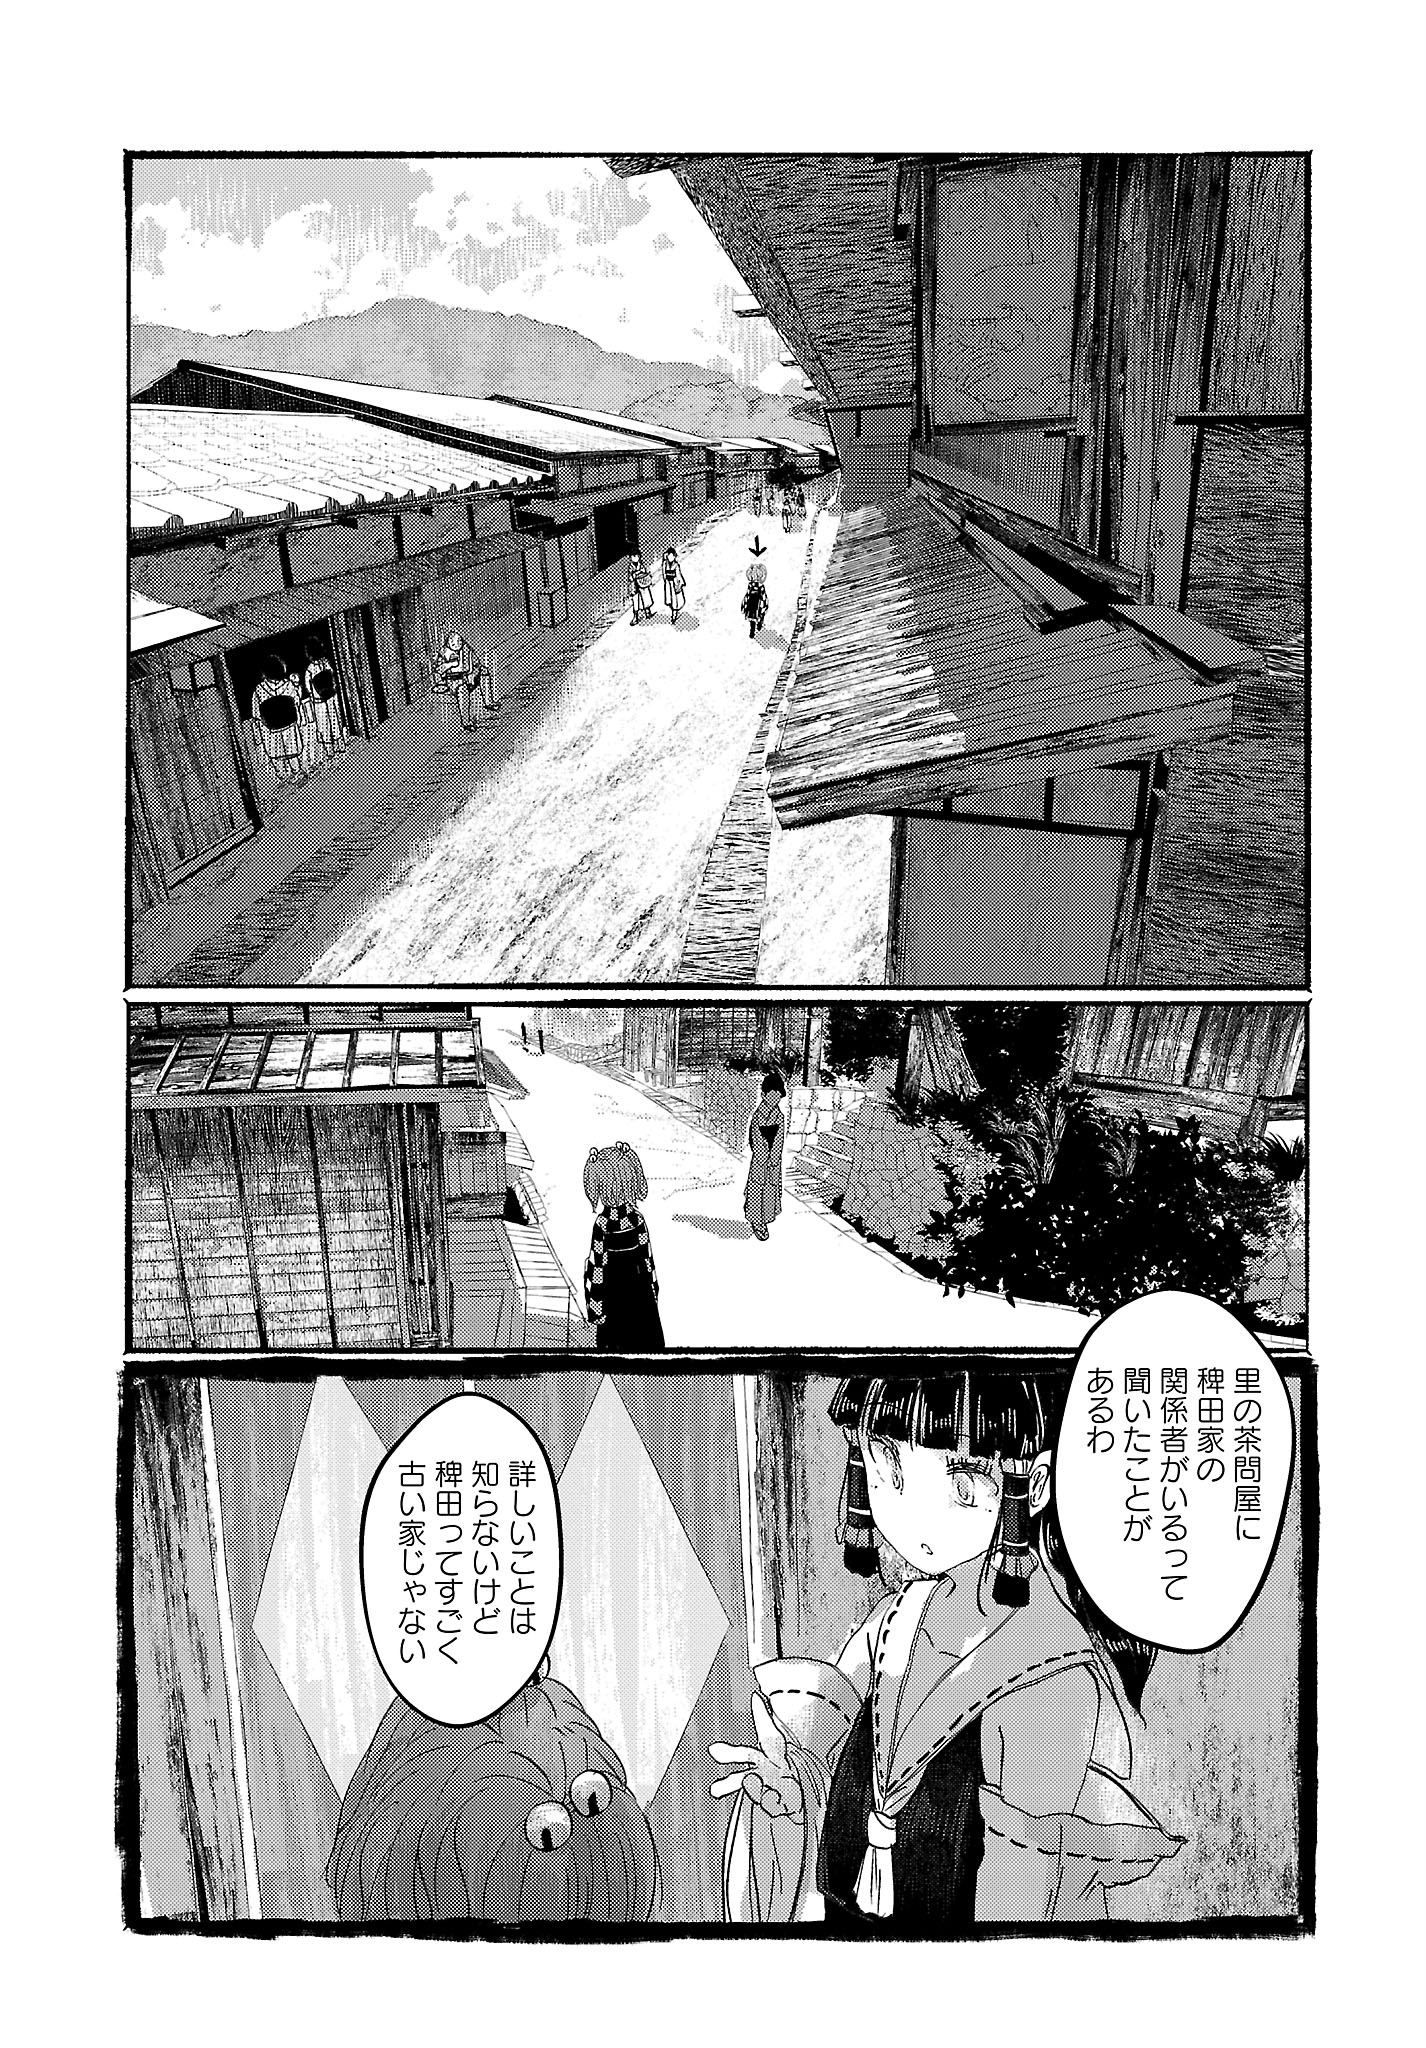 里の茶問屋に
稗田家の
関係者がいるって
聞いたことが
あるわ
詳しいことは
知らないけど
稗田ってすごく
古い家じゃない